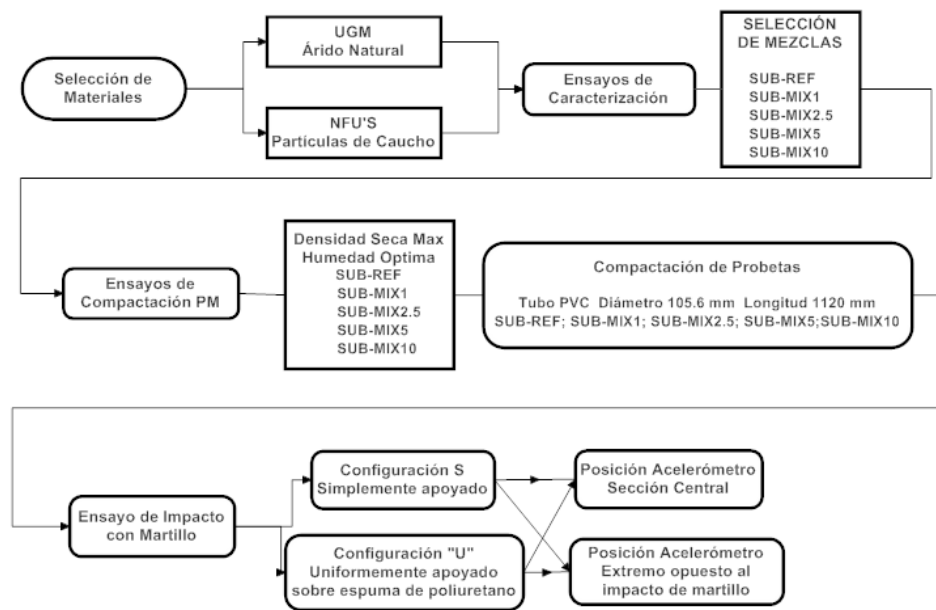 UGM
Árido Natural
Selección de
Materiales
NFU'S
Partículas de Caucho
Ensayos de
Caracterización
SELECCIÓN
DE MEZCLAS
SUB-REF
SUB-MIX1
SUB-MIX2.5
SUB-MIX5
SUB-MIX10
Ensayos de
Compactación PM
Densidad Seca Max
Humedad Optima
SUB-REF
SUB-MIX1
SUB-MIX2.5
SUB-MIX5
SUB-MIX10
Compactación de Probetas
Tubo PVC Diámetro 105.6 mm Longitud 1120 mm
SUB-REF; SUB-MIX1; SUB-MIX2.5; SUB-MIX5;SUB-MIX10
Ensayo de Impacto
con Martillo
Configuración S
Simplemente apoyado
Configuración "U"
Uniformemente apoyado
sobre espuma de poliuretano
Posición Acelerómetro
Sección Central
Posición Acelerómetro
Extremo opuesto al
impacto de martillo